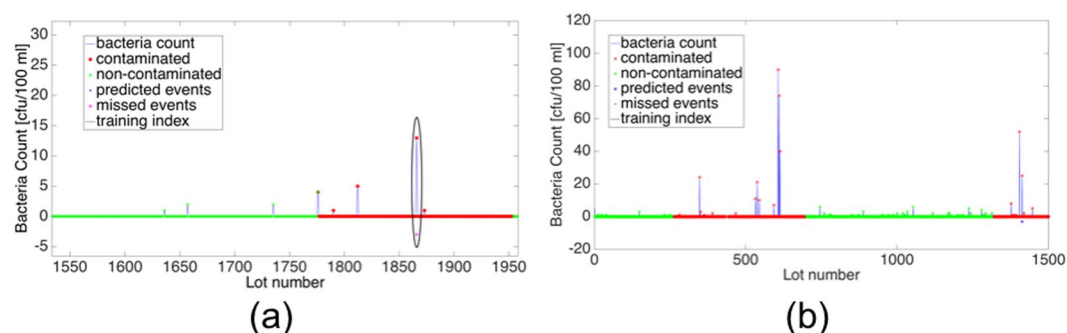 30
25
20
15
10
5
0
-5
Bacteria Count [cfu/100 ml]
bacteria count
contaminated
non-contaminated
predicted events
missed events
training index
1550 1600 1650 1700 1750 1800 1850 1900 1950
Lot number
(a)
120
100
80
60
40
20
0
-20
Bacteria Count [cfu/100 ml]
bacteria count
contaminated
non-contaminated
predicted events
missed events
training index
0 500 1000 1500
Lot number
(b)